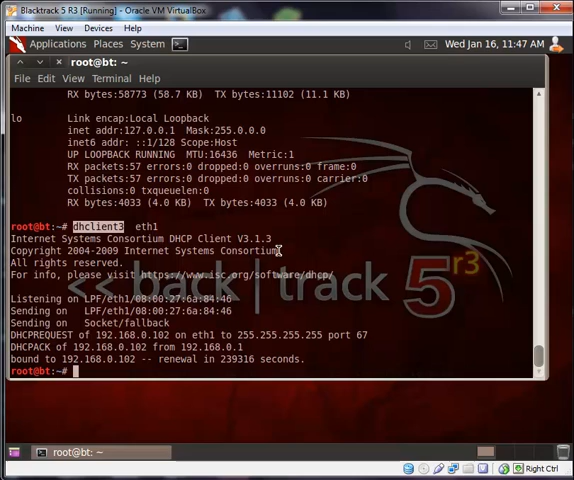 Backtrack 5 R3 [Running] - Oracle VM VirtualBox
Machine View Devices Help
Applications Places System Wed Jan 16, 11:47 AM
root@bt: ~
File Edit View Terminal Help
RX bytes:58773 (58.7 KB) TX bytes:11102 (11.1 KB)
lo Link encap:Local Loopback
inet addr:127.0.0.1 Mask:255.0.0.0
inet6 addr: ::1/128 Scope:Host
UP LOOPBACK RUNNING MTU:16436 Metric:1
RX packets:57 errors:0 dropped:0 overruns:0 frame:0
TX packets:57 errors:0 dropped:0 overruns:0 carrier:0
collisions:0 txqueuelen:0
RX bytes:4033 (4.0 KB) TX bytes:4033 (4.0 KB)
root@bt:~# dhclient3 eth1
Internet Systems Consortium DHCP Client V3.1.3
Copyright 2004-2009 Internet Systems Consortium.
All rights reserved.
For info, please visit https://www.isc.org/software/dhcp/
<< back | track 5 r3
Listening on LPF/eth1/08:00:27:6a:84:46
Sending on LPF/eth1/08:00:27:6a:84:46
Sending on Socket/fallback
DHCPREQUEST of 192.168.0.102 on eth1 to 255.255.255.255 port 67
DHCPACK of 192.168.0.102 from 192.168.0.1
bound to 192.168.0.102 -- renewal in 239316 seconds.
root@bt:~#
root@bt: ~
Right Ctrl